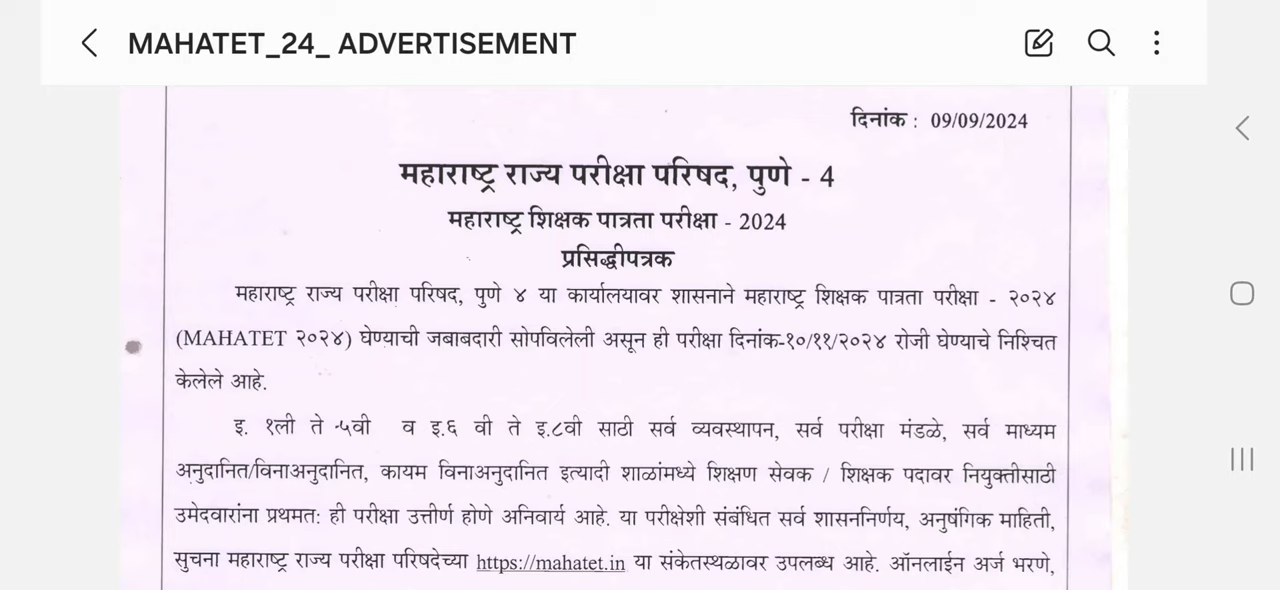 MAHATET_24_ ADVERTISEMENT
दिनांक : 09/09/2024
महाराष्ट्र राज्य परीक्षा परिषद, पुणे - 4
महाराष्ट्र शिक्षक पात्रता परीक्षा - 2024
प्रसिद्धीपत्रक
महाराष्ट्र राज्य परीक्षा परिषद, पुणे ४ या कार्यालयावर शासनाने महाराष्ट्र शिक्षक पात्रता परीक्षा - २०२४
(MAHATET २०२४) घेण्याची जबाबदारी सोपविलेली असून ही परीक्षा दिनांक-१०/११/२०२४ रोजी घेण्याचे निश्चित
केलेले आहे.
इ. १ली ते ५वी व इ.६ वी ते इ.८वी साठी सर्व व्यवस्थापन, सर्व परीक्षा मंडळे, सर्व माध्यम
अनुदानित/विनाअनुदानित, कायम विनाअनुदानित इत्यादी शाळांमध्ये शिक्षण सेवक / शिक्षक पदावर नियुक्तीसाठी
उमेदवारांना प्रथमत: ही परीक्षा उत्तीर्ण होणे अनिवार्य आहे. या परीक्षेशी संबंधित सर्व शासननिर्णय, अनुषंगिक माहिती,
सुचना महाराष्ट्र राज्य परीक्षा परिषदेच्या https://mahatet.in या संकेतस्थळावर उपलब्ध आहे. ऑनलाईन अर्ज भरणे,